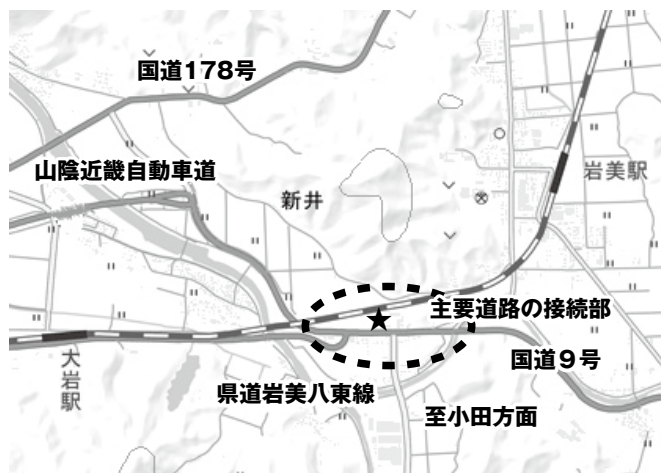 国道178号
山陰近畿自動車道
新井
岩美駅
主要道路の接続部
大岩駅
国道9号
県道岩美八東線
至小田方面